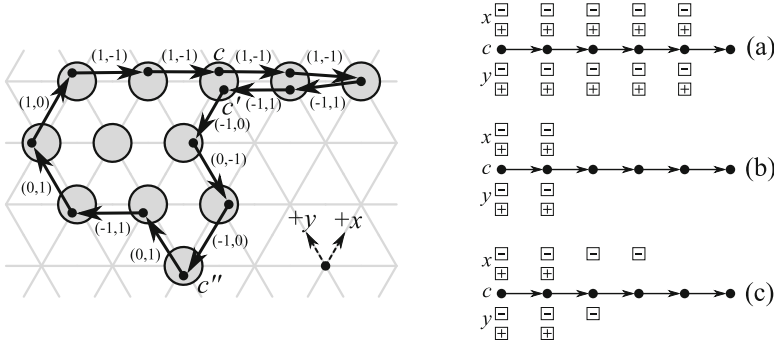 (1,-1) (1,-1) c (1,-1) (1,-1)
(1,0) c' (-1,1) (-1,1)
(-1,0)
(0,-1)
(0,1)
(-1,1) (-1,0) +y +x
(0,1)
c''
x - - - - -
+ + + + +
c (a)
y - - - - -
+ + + + +
x - -
+ +
c (b)
y - -
+ +
x - - - -
+ +
c (c)
y - - -
+ +